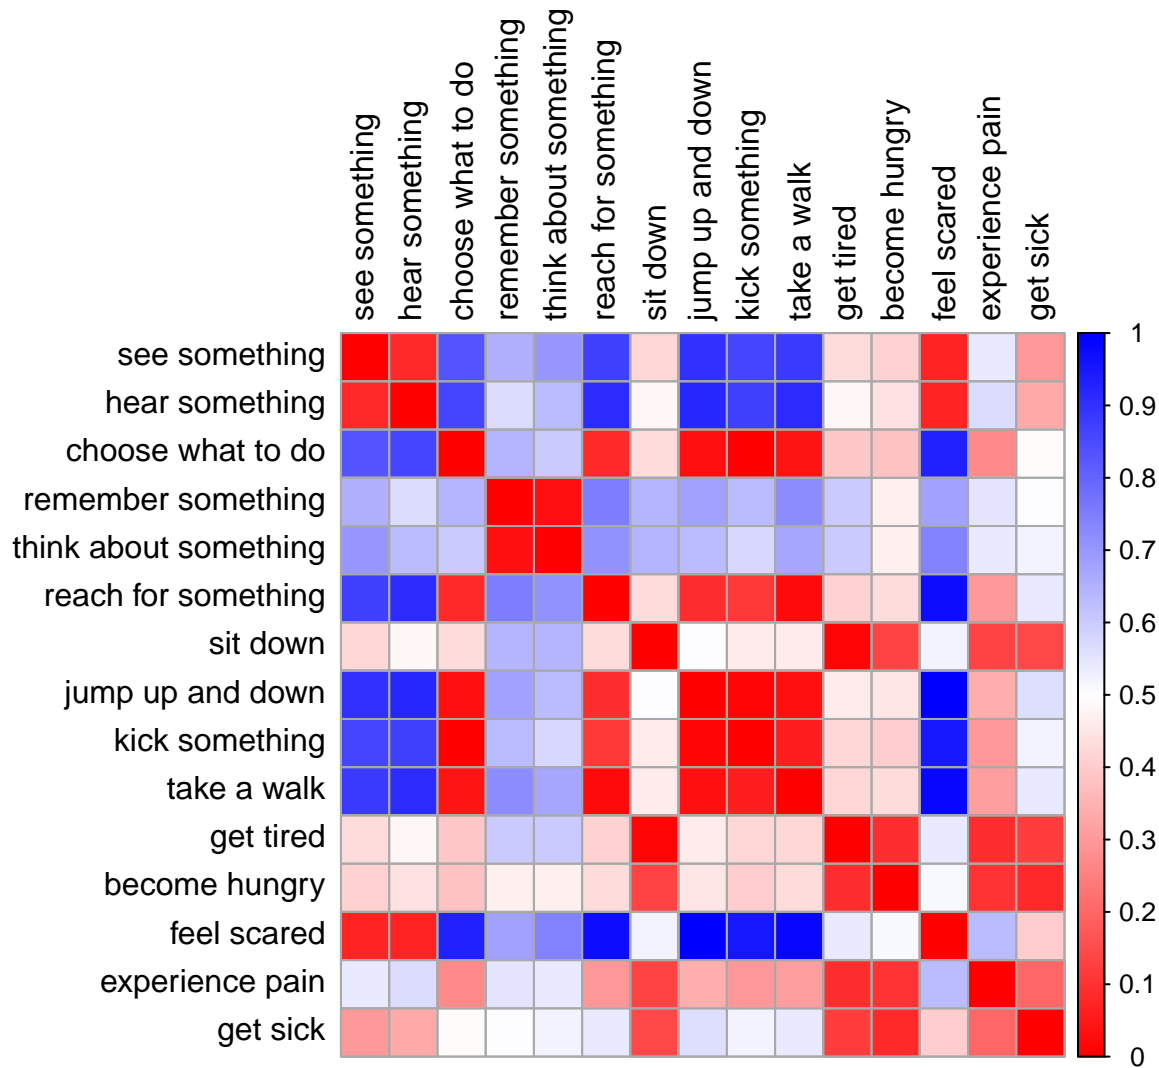 see something
hear something
choose what to do
remember something
think about something
reach for something
sit down
jump up and down
kick something
take a walk
get tired
become hungry
feel scared
experience pain
get sick
see something
hear something
choose what to do
remember something
think about something
reach for something
sit down
jump up and down
kick something
take a walk
get tired
become hungry
feel scared
experience pain
get sick
1
0.9
0.8
0.7
0.6
0.5
0.4
0.3
0.2
0.1
0